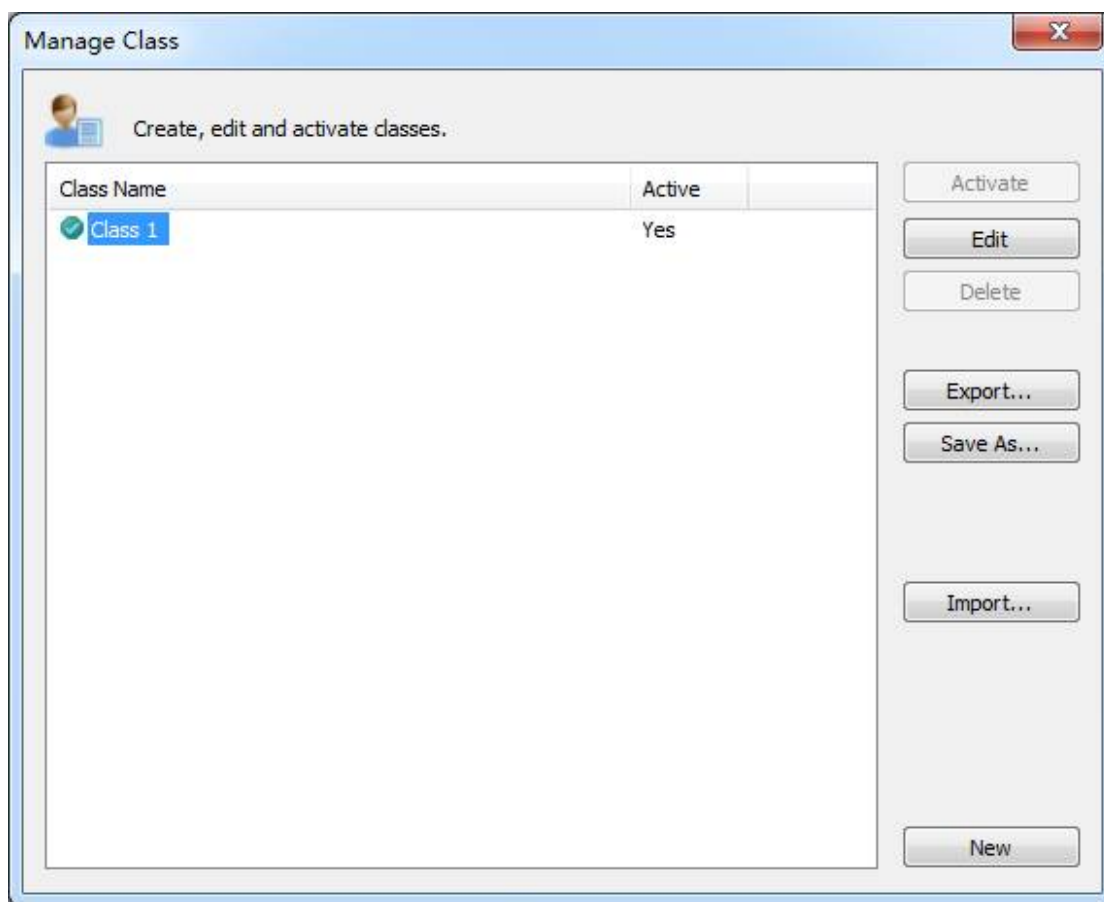 Manage Class
Create, edit and activate classes.
Class Name Active
Class 1 Yes
Activate
Edit
Delete
Export...
Save As...
Import...
New